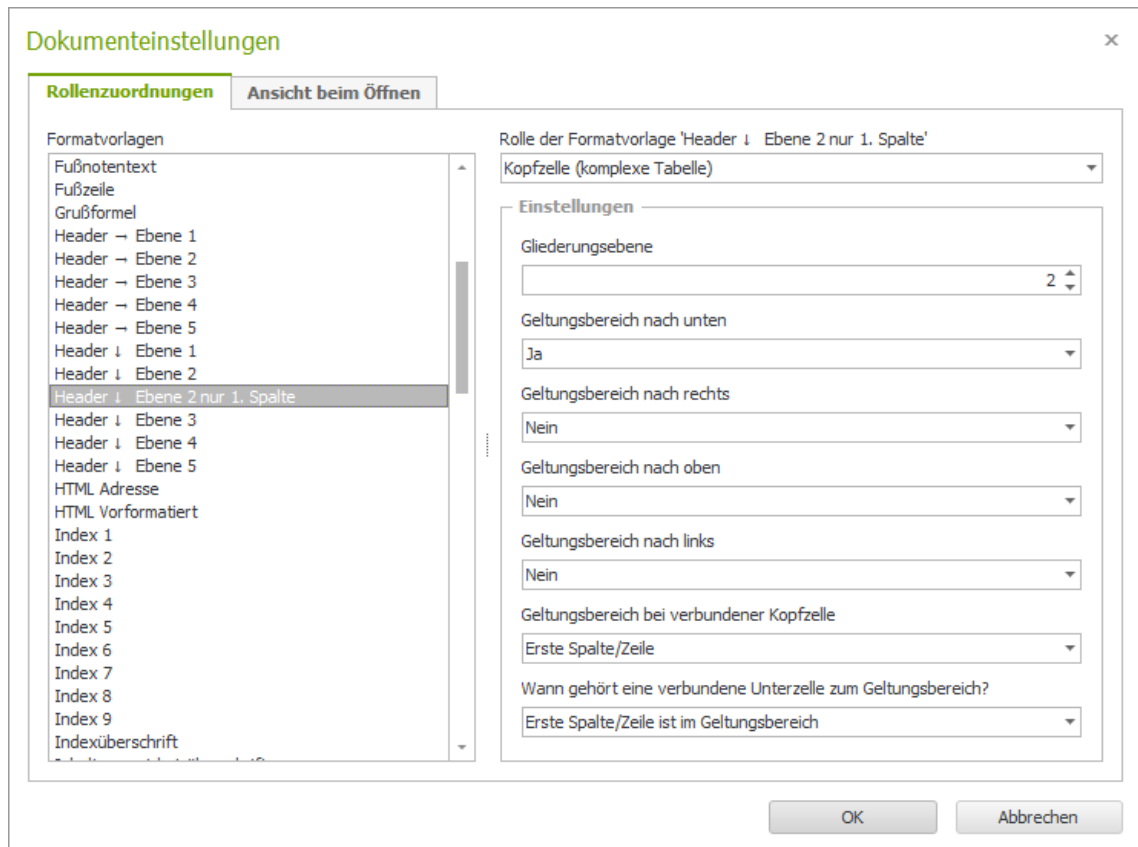 Dokumenteinstellungen
Rollenzuordnungen
Ansicht beim Öffnen
Formatvorlagen
Fußnotentext
Fußzeile
Grußformel
Header → Ebene 1
Header → Ebene 2
Header → Ebene 3
Header → Ebene 4
Header → Ebene 5
Header ↓ Ebene 1
Header ↓ Ebene 2
Header ↓ Ebene 2 nur 1. Spalte
Header ↓ Ebene 3
Header ↓ Ebene 4
Header ↓ Ebene 5
HTML Adresse
HTML Vorformatiert
Index 1
Index 2
Index 3
Index 4
Index 5
Index 6
Index 7
Index 8
Index 9
Indexüberschrift
Rolle der Formatvorlage 'Header ↓ Ebene 2 nur 1. Spalte'
Kopfzelle (komplexe Tabelle)
Einstellungen
Gliederungsebene
2
Geltungsbereich nach unten
Ja
Geltungsbereich nach rechts
Nein
Geltungsbereich nach oben
Nein
Geltungsbereich nach links
Nein
Geltungsbereich bei verbundener Kopfzelle
Erste Spalte/Zeile
Wann gehört eine verbundene Unterzelle zum Geltungsbereich?
Erste Spalte/Zeile ist im Geltungsbereich
OK
Abbrechen